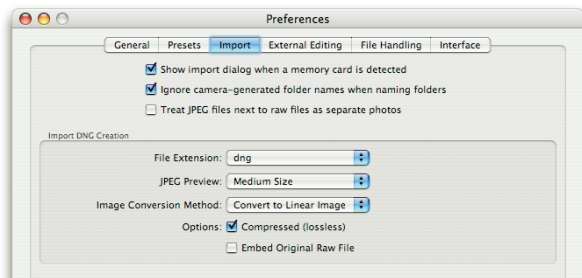 Preferences
General Presets Import External Editing File Handling Interface
Show import dialog when a memory card is detected
Ignore camera-generated folder names when naming folders
Treat JPEG files next to raw files as separate photos
Import DNG Creation
File Extension: dng
JPEG Preview: Medium Size
Image Conversion Method: Convert to Linear Image
Options: Compressed (lossless)
Embed Original Raw File